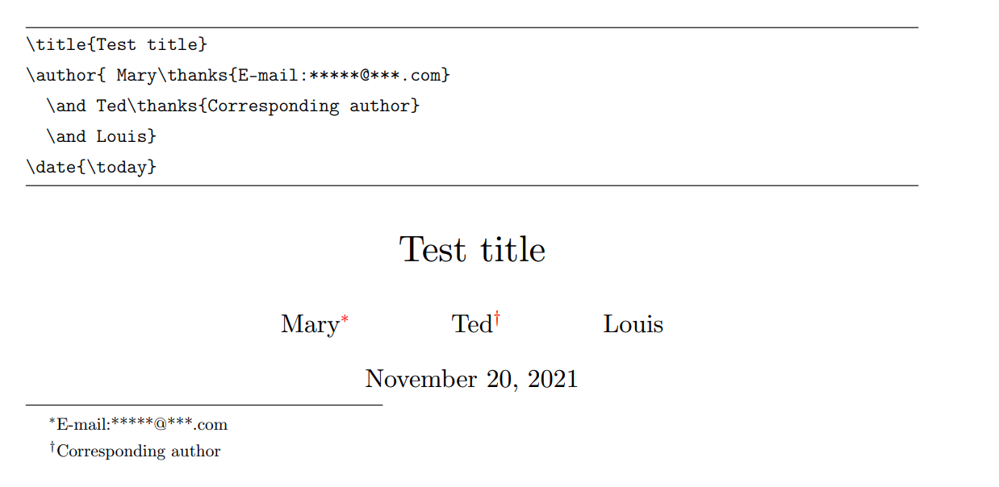 \title{Test title}
\author{ Mary\thanks{E-mail:*****@***.com}
\and Ted\thanks{Corresponding author}
\and Louis}
\date{\today}
Test title
Mary* Ted† Louis
November 20, 2021
*E-mail:*****@***.com
†Corresponding author